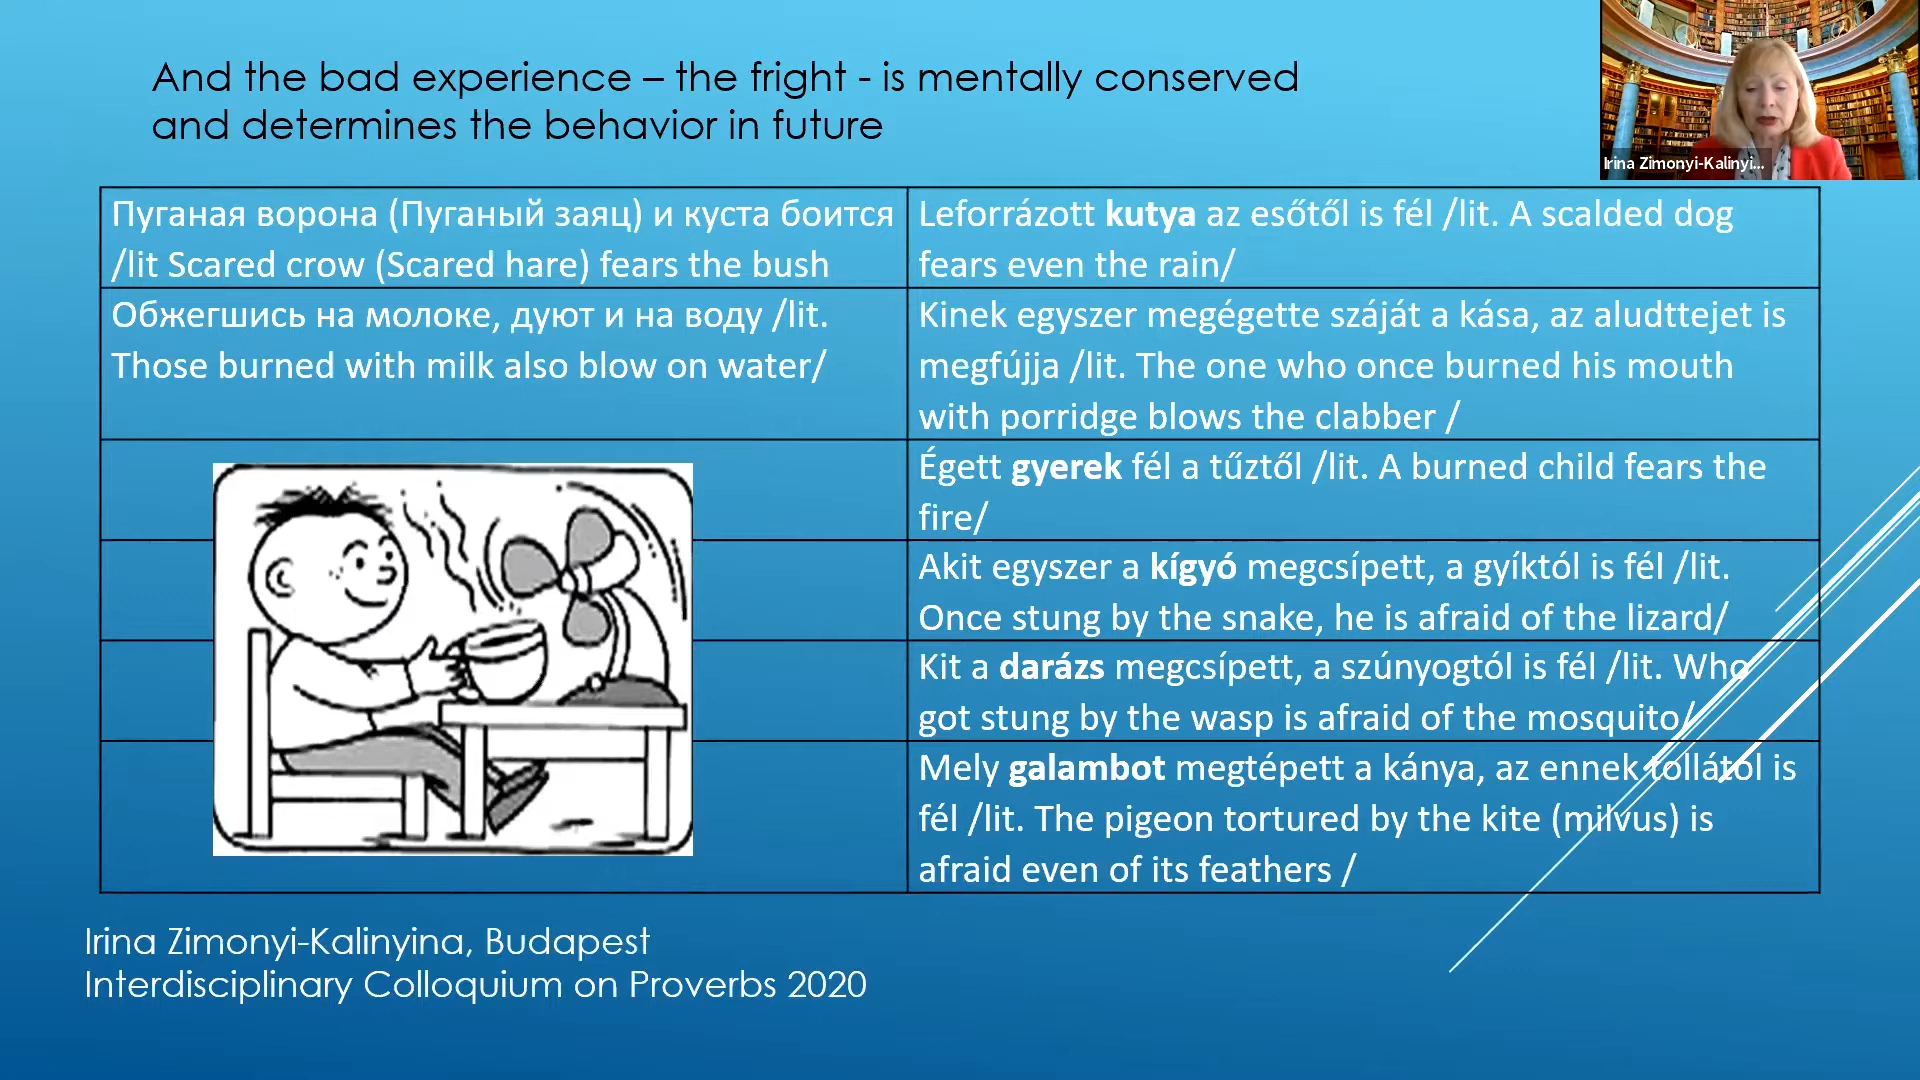 And the bad experience – the fright - is mentally conserved
and determines the behavior in future
Irina Zimonyi-Kalinyi...
Пуганая ворона (Пуганый заяц) и куста боится
/lit Scared crow (Scared hare) fears the bush
Leforrázott kutya az esőtől is fél /lit. A scalded dog
fears even the rain/
Обжегшись на молоке, дуют и на воду /lit.
Those burned with milk also blow on water/
Kinek egyszer megégette száját a kása, az aludttejet is
megfújja /lit. The one who once burned his mouth
with porridge blows the clabber /
Égett gyerek fél a tűztől /lit. A burned child fears the
fire/
Akit egyszer a kígyó megcsípett, a gyíktól is fél /lit.
Once stung by the snake, he is afraid of the lizard/
Kit a darázs megcsípett, a szúnyogtól is fél /lit. Who
got stung by the wasp is afraid of the mosquito/
Mely galambot megtépett a kánya, az ennek tollától is
fél /lit. The pigeon tortured by the kite (milvus) is
afraid even of its feathers /
Irina Zimonyi-Kalinyina, Budapest
Interdisciplinary Colloquium on Proverbs 2020